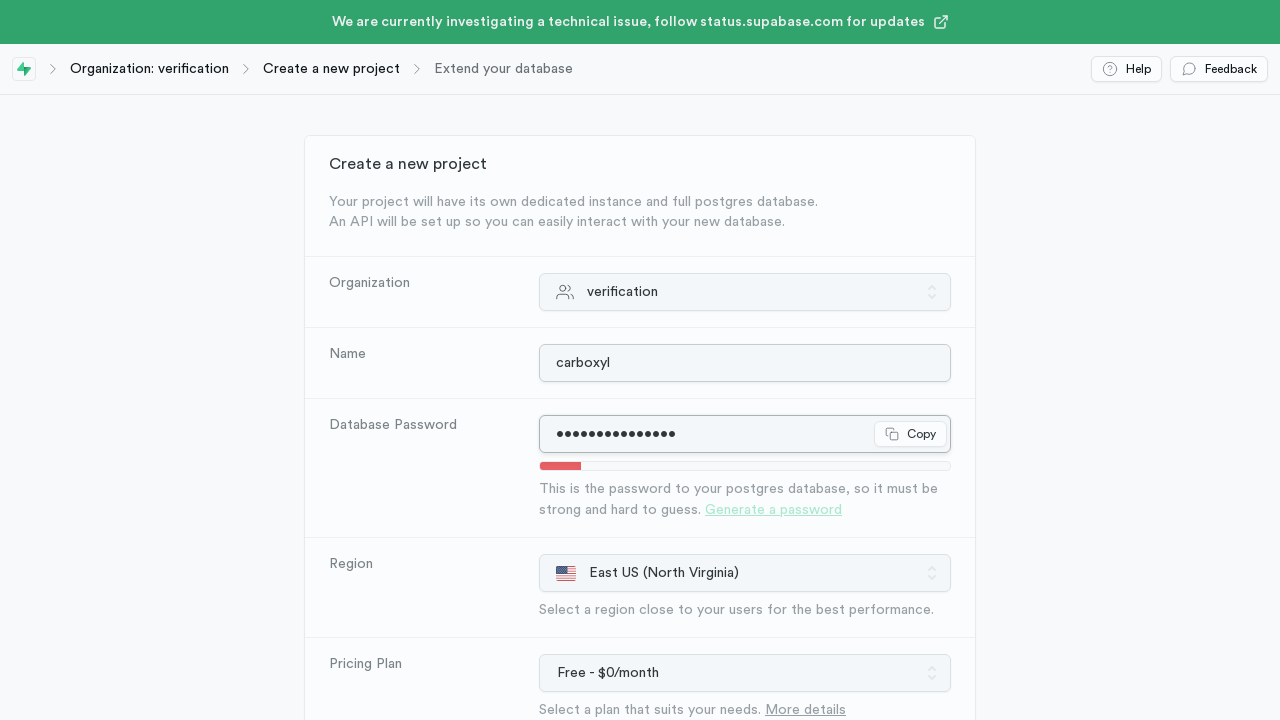 We are currently investigating a technical issue, follow status.supabase.com for updates
Organization: verification
Create a new project
Extend your database
Help
Feedback
Create a new project
Your project will have its own dedicated instance and full postgres database.
An API will be set up so you can easily interact with your new database.
Organization
verification
Name
carboxyl
Database Password
•••••••••••••••
Copy
This is the password to your postgres database, so it must be
strong and hard to guess. Generate a password
Region
East US (North Virginia)
Select a region close to your users for the best performance.
Pricing Plan
Free - $0/month
Select a plan that suits your needs. More details